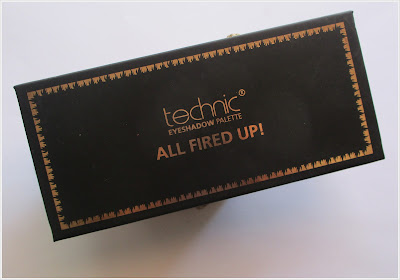 technic®
EYESHADOW PALETTE
ALL FIRED UP!